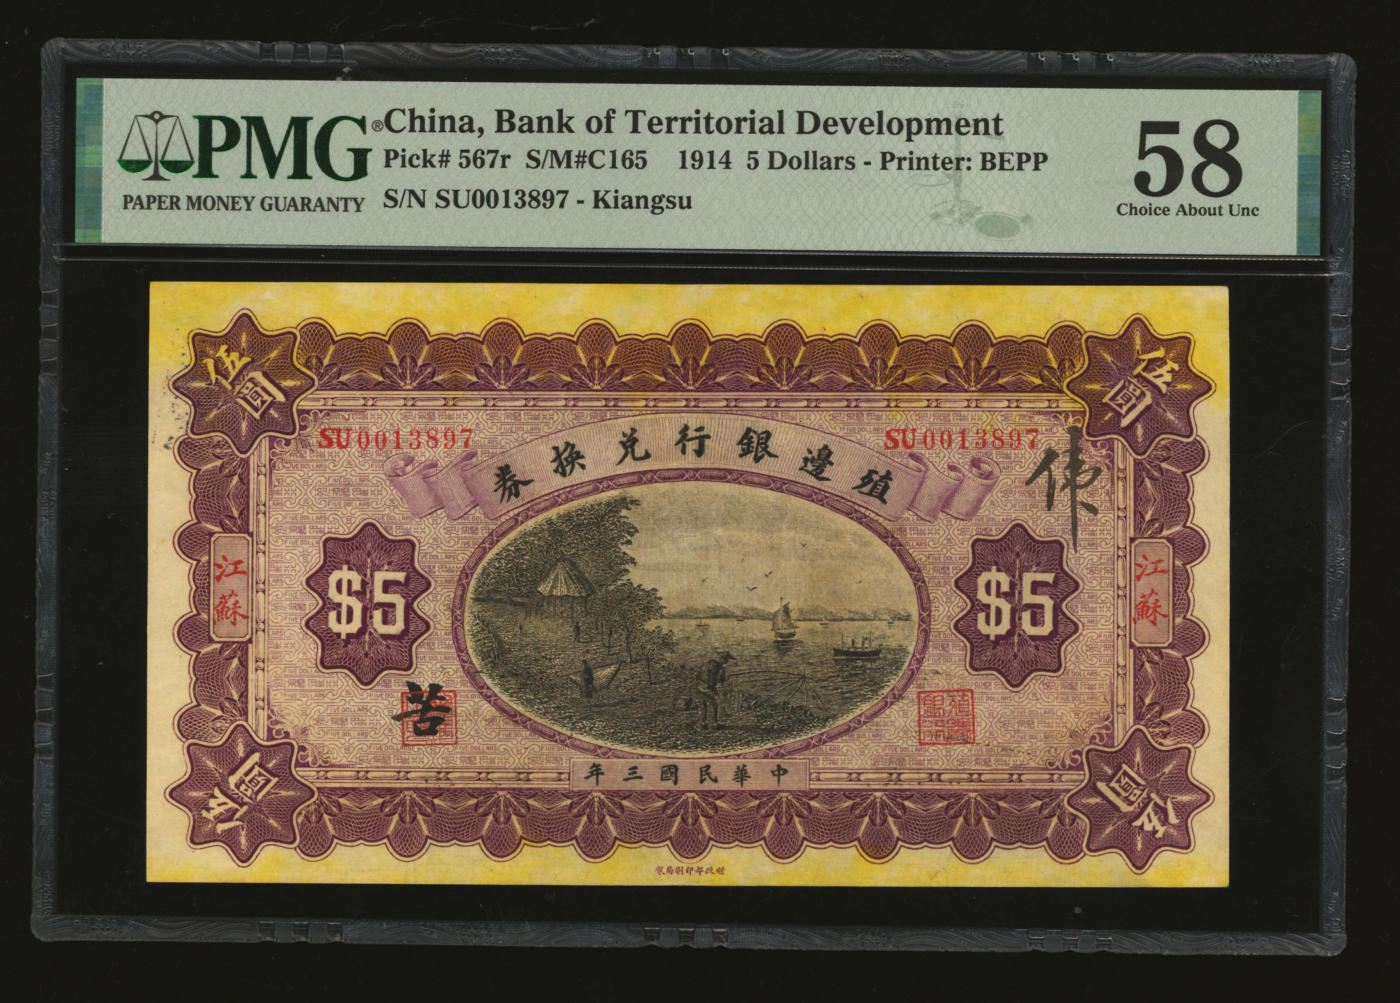 PMG®
PAPER MONEY GUARANTY
China, Bank of Territorial Development
Pick# 567r S/M#C165 1914 5 Dollars - Printer: BEPP
S/N SU0013897 - Kiangsu
58
Choice About Unc
伍圓
伍圓
SU0013897
SU0013897
殖邊銀行兌換券
江蘇
$5
$5
江蘇
苦
中華民國三年
伍圓
伍圓
財政部印刷局製